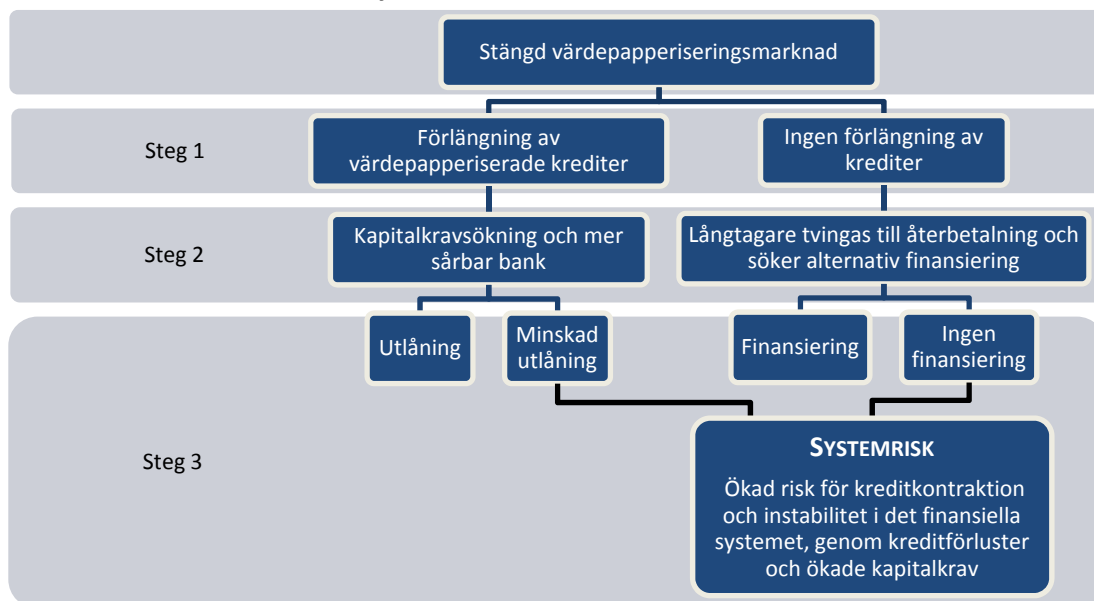 Stängd värdepapperiseringsmarknad
Steg 1
Förlängning av
värdepapperiserade krediter
Ingen förlängning av
krediter
Steg 2
Kapitalkravsökning och mer
sårbar bank
Långtagare tvingas till återbetalning och
söker alternativ finansiering
Steg 3
Utlåning
Minskad
utlåning
Finansiering
Ingen
finansiering
SYSTEMRISK
Ökad risk för kreditkontraktion
och instabilitet i det finansiella
systemet, genom kreditförluster
och ökade kapitalkrav